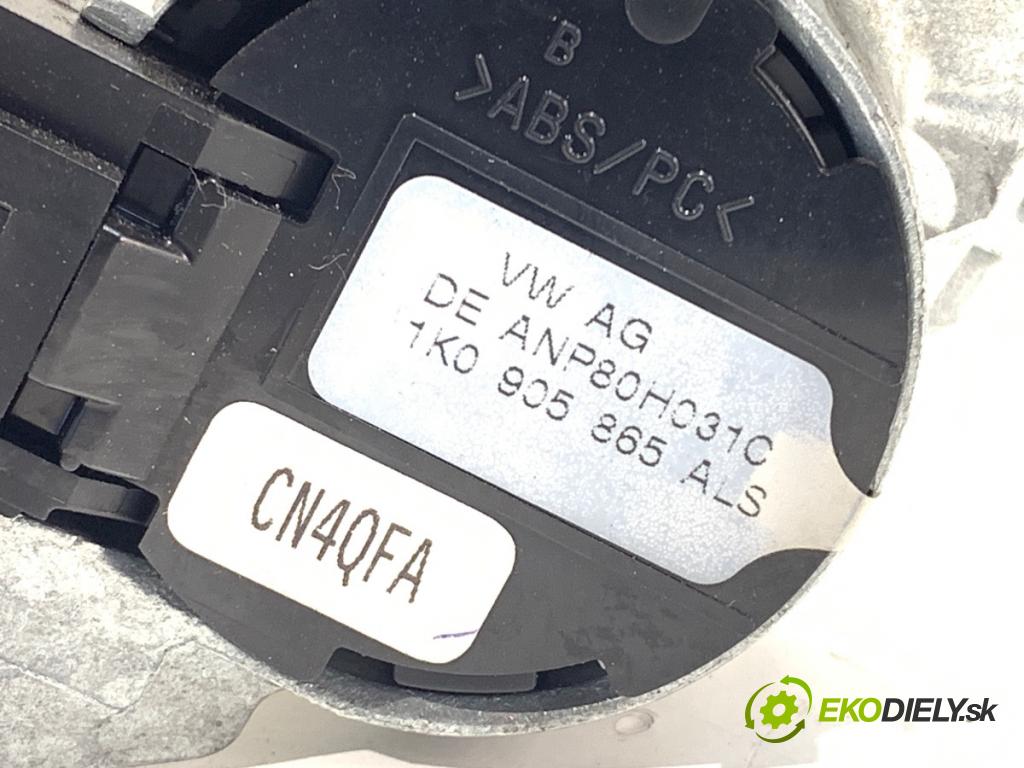 B
>ABS/PC<
VW AG
DE ANP80H031C
1K0 905 865 ALS
CN4QFA
EKODIELY.sk